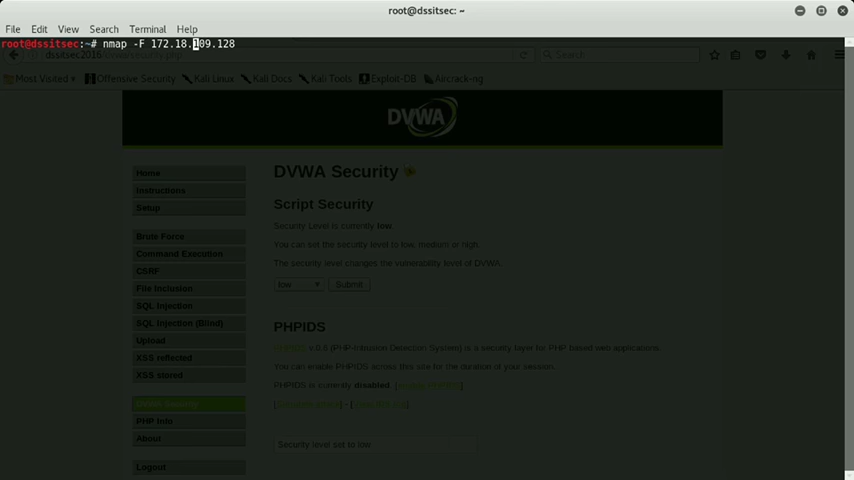 root@dssitsec: ~
File Edit View Search Terminal Help
root@dssitsec:~# nmap -F 172.18.109.128
Search
Most Visited Offensive Security Kali Linux Kali Docs Kali Tools Exploit-DB Aircrack-ng
DVWA
Home
Instructions
Setup
Brute Force
Command Execution
CSRF
File Inclusion
SQL Injection
SQL Injection (Blind)
Upload
XSS reflected
XSS stored
DVWA Security
PHP Info
About
Logout
DVWA Security
Script Security
Security Level is currently low.
You can set the security level to low, medium or high.
The security level changes the vulnerability level of DVWA.
low Submit
PHPIDS
PHPIDS v.0.6 (PHP-Intrusion Detection System) is a security layer for PHP based web applications.
You can enable PHPIDS across this site for the duration of your session.
PHPIDS is currently disabled. [enable PHPIDS]
Security level set to low